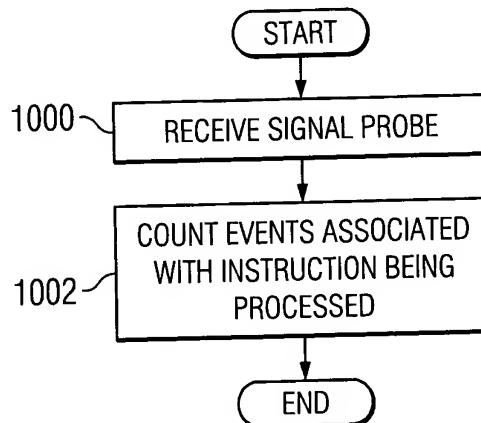 START
1000
RECEIVE SIGNAL PROBE
COUNT EVENTS ASSOCIATED
WITH INSTRUCTION BEING
1002
PROCESSED
END